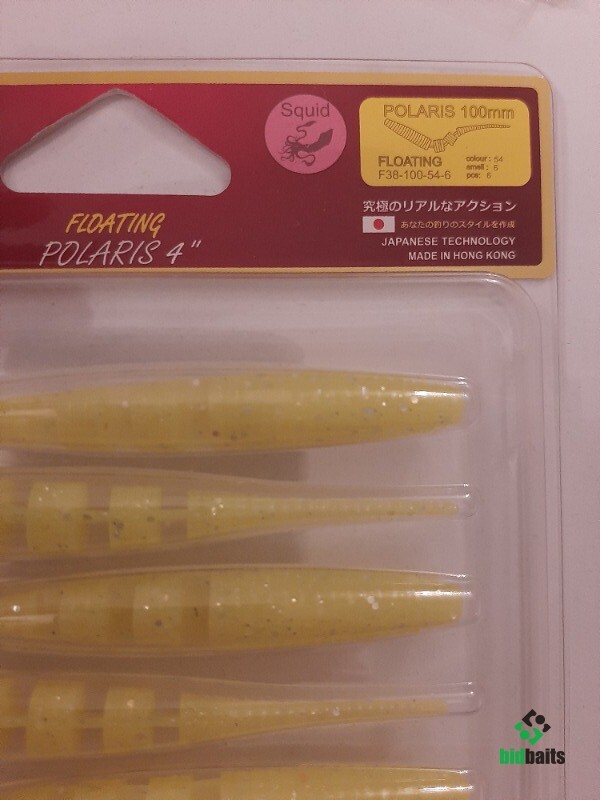 Squid
POLARIS 100mm
FLOATING
F38-100-54-6
colour: 54
smell: 6
pcs: 6
究極のリアルなアクション
あなたの釣りのスタイルを作成
JAPANESE TECHNOLOGY
MADE IN HONG KONG
FLOATING
POLARIS 4"
bidbaits